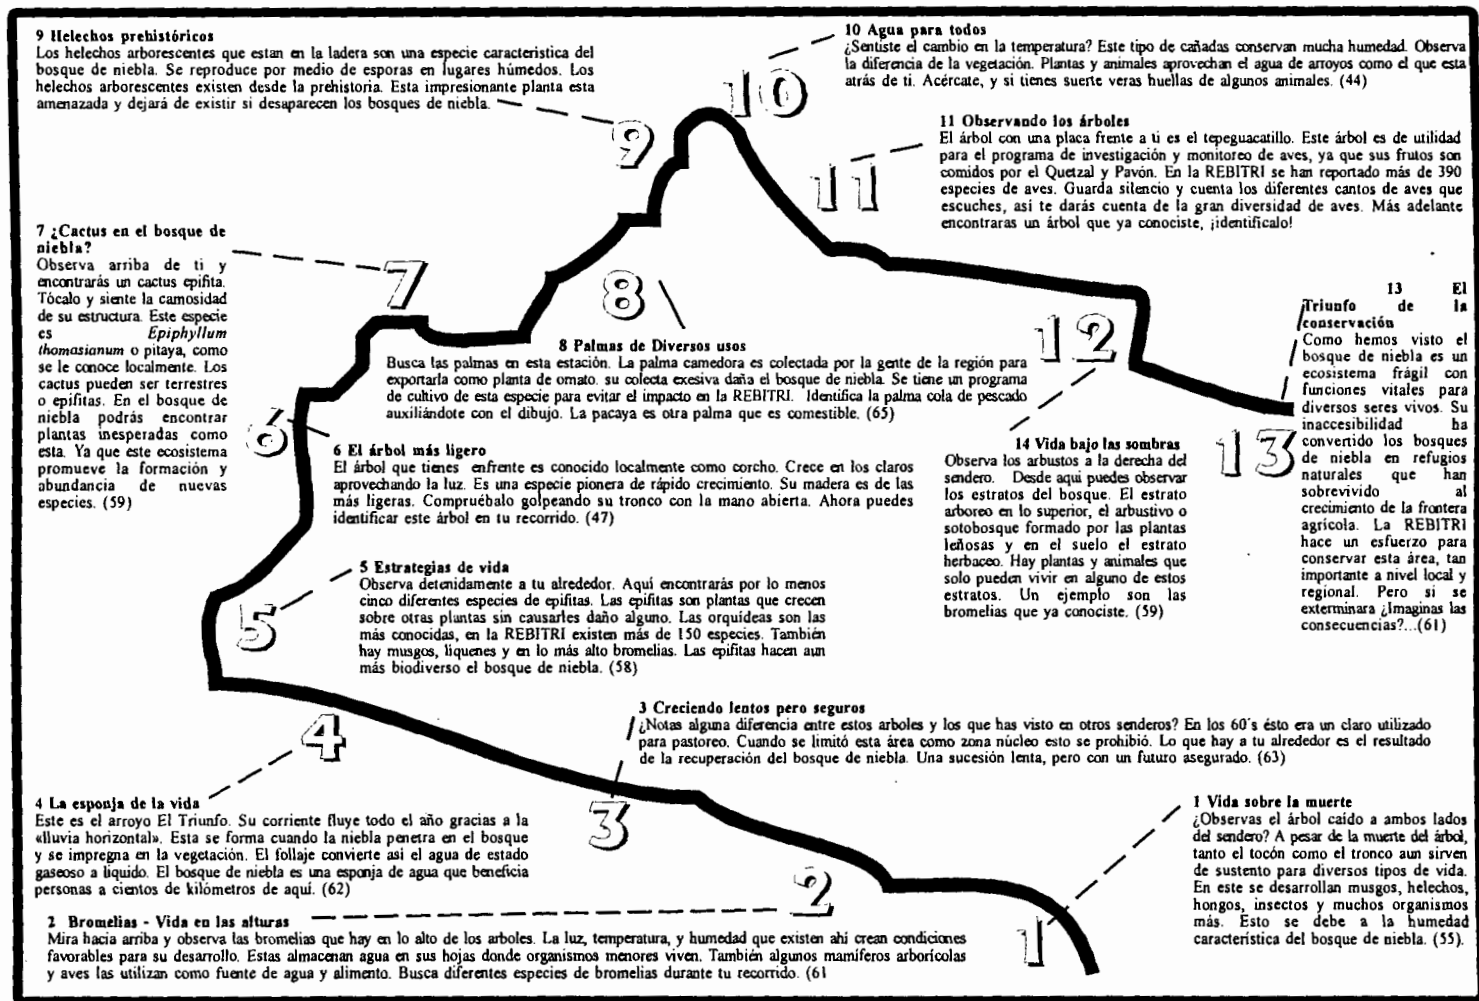 9 Helechos prehistóricos
Los helechos arborescentes que estan en la ladera son una especie caracteristica del
bosque de niebla. Se reproduce por medio de esporas en lugares húmedos. Los
helechos arborescentes existen desde la prehistoria. Esta impresionante planta esta
amenazada y dejará de existir si desaparecen los bosques de niebla.
10 Agua para todos
¿Sentiste el cambio en la temperatura? Este tipo de cañadas conservan mucha humedad. Observa
la diferencia de la vegetación. Plantas y animales aprovechan el agua de arroyos como el que esta
atrás de ti. Acércate, y si tienes suerte veras huellas de algunos animales. (44)
10
9
11 Observando los árboles
El árbol con una placa frente a ti es el tepeguacatillo. Este árbol es de utilidad
para el programa de investigación y monitoreo de aves, ya que sus frutos son
comidos por el Quetzal y Pavón. En la REBITRI se han reportado más de 390
especies de aves. Guarda silencio y cuenta los diferentes cantos de aves que
escuches, asi te darás cuenta de la gran diversidad de aves. Más adelante
encontraras un árbol que ya conociste, ¡identificalo!
11
7 ¿Cactus en el bosque de
niebla?
Observa arriba de ti y
encontrarás un cactus epifita.
Tócalo y siente la carnosidad
de su estructura. Este especie
es Epiphyllum
thomasianum o pitaya, como
se le conoce localmente. Los
cactus pueden ser terrestres
o epifitas. En el bosque de
niebla podrás encontrar
plantas inesperadas como
esta. Ya que este ecosistema
promueve la formación y
abundancia de nuevas
especies. (59)
7
8
8 Palmas de Diversos usos
Busca las palmas en esta estación. La palma camedora es colectada por la gente de la región para
exportarla como planta de ornato. su colecta exesiva daña el bosque de niebla. Se tiene un programa
de cultivo de esta especie para evitar el impacto en la REBITRI. Identifica la palma cola de pescado
auxiliándote con el dibujo. La pacaya es otra palma que es comestible. (65)
12
13 El
Triunfo de la
conservación
Como hemos visto el
bosque de niebla es un
ecosistema frágil con
funciones vitales para
diversos seres vivos. Su
inaccesibilidad ha
convertido los bosques
de niebla en refugios
naturales que han
sobrevivido al
crecimiento de la frontera
agrícola. La REBITRI
hace un esfuerzo para
conservar esta área, tan
importante a nivel local y
regional. Pero si se
exterminara ¿Imaginas las
consecuencias?...(61)
13
6
6 El árbol más ligero
El árbol que tienes enfrente es conocido localmente como corcho. Crece en los claros
aprovechando la luz. Es una especie pionera de rápido crecimiento. Su madera es de las
más ligeras. Compruébalo golpeando su tronco con la mano abierta. Ahora puedes
identificar este árbol en tu recorrido. (47)
14 Vida bajo las sombras
Observa los arbustos a la derecha del
sendero. Desde aqui puedes observar
los estratos del bosque. El estrato
arboreo en lo superior, el arbustivo o
sotobosque formado por las plantas
leñosas y en el suelo el estrato
herbaceo. Hay plantas y animales que
solo pueden vivir en alguno de estos
estratos. Un ejemplo son las
bromelias que ya conociste. (59)
5 Estrategias de vida
Observa detenidamente a tu alrededor. Aquí encontrarás por lo menos
cinco diferentes especies de epifitas. Las epifitas son plantas que crecen
sobre otras plantas sin causarles daño alguno. Las orquídeas son las
más conocidas, en la REBITRI existen más de 150 especies. También
hay musgos, liquenes y en lo más alto bromelias. Las epifitas hacen aun
más biodiverso el bosque de niebla. (58)
5
4
3 Creciendo lentos pero seguros
¿Notas alguna diferencia entre estos arboles y los que has visto en otros senderos? En los 60's ésto era un claro utilizado
para pastoreo. Cuando se limitó esta área como zona núcleo esto se prohibió. Lo que hay a tu alrededor es el resultado
de la recuperación del bosque de niebla. Una sucesión lenta, pero con un futuro asegurado. (63)
3
4 La esponja de la vida
Este es el arroyo El Triunfo. Su corriente fluye todo el año gracias a la
«lluvia horizontal». Esta se forma cuando la niebla penetra en el bosque
y se impregna en la vegetación. El follaje convierte asi el agua de estado
gaseoso a liquido. El bosque de niebla es una esponja de agua que beneficia
personas a cientos de kilómetros de aquí. (62)
1 Vida sobre la muerte
¿Observas el árbol caído a ambos lados
del sendero? A pesar de la muerte del árbol,
tanto el tocón como el tronco aun sirven
de sustento para diversos tipos de vida.
En este se desarrollan musgos, helechos,
hongos, insectos y muchos organismos
más. Esto se debe a la humedad
característica del bosque de niebla. (55).
2
1
2 Bromelias - Vida en las alturas
Mira hacia arriba y observa las bromelias que hay en lo alto de los arboles. La luz, temperatura, y humedad que existen ahi crean condiciones
favorables para su desarrollo. Estas almacenan agua en sus hojas donde organismos menores viven. También algunos mamíferos arborícolas
y aves las utilizan como fuente de agua y alimento. Busca diferentes especies de bromelias durante tu recorrido. (61